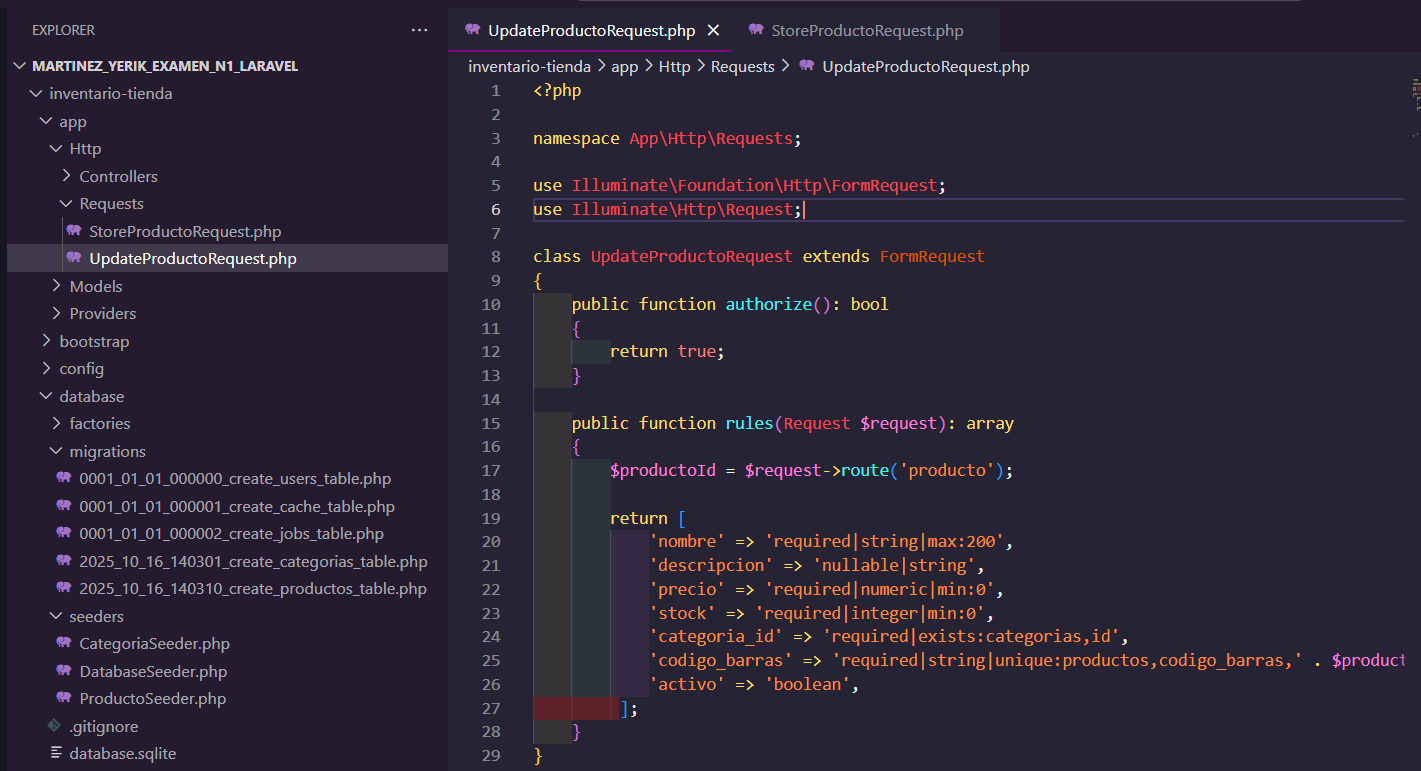 EXPLORER
...
MARTINEZ_YERIK_EXAMEN_N1_LARAVEL
inventario-tienda
app
Http
Controllers
Requests
StoreProductoRequest.php
UpdateProductoRequest.php
Models
Providers
bootstrap
config
database
factories
migrations
0001_01_01_000000_create_users_table.php
0001_01_01_000001_create_cache_table.php
0001_01_01_000002_create_jobs_table.php
2025_10_16_140301_create_categorias_table.php
2025_10_16_140310_create_productos_table.php
seeders
CategoriaSeeder.php
DatabaseSeeder.php
ProductoSeeder.php
.gitignore
database.sqlite
UpdateProductoRequest.php StoreProductoRequest.php
inventario-tienda > app > Http > Requests > UpdateProductoRequest.php
1 <?php
2
3 namespace App\Http\Requests;
4
5 use Illuminate\Foundation\Http\FormRequest;
6 use Illuminate\Http\Request;
7
8 class UpdateProductoRequest extends FormRequest
9 {
10 public function authorize(): bool
11 {
12 return true;
13 }
14
15 public function rules(Request $request): array
16 {
17 $productoId = $request->route('producto');
18
19 return [
20 'nombre' => 'required|string|max:200',
21 'descripcion' => 'nullable|string',
22 'precio' => 'required|numeric|min:0',
23 'stock' => 'required|integer|min:0',
24 'categoria_id' => 'required|exists:categorias,id',
25 'codigo_barras' => 'required|string|unique:productos,codigo_barras,' . $product
26 'activo' => 'boolean',
27 ];
28 }
29 }